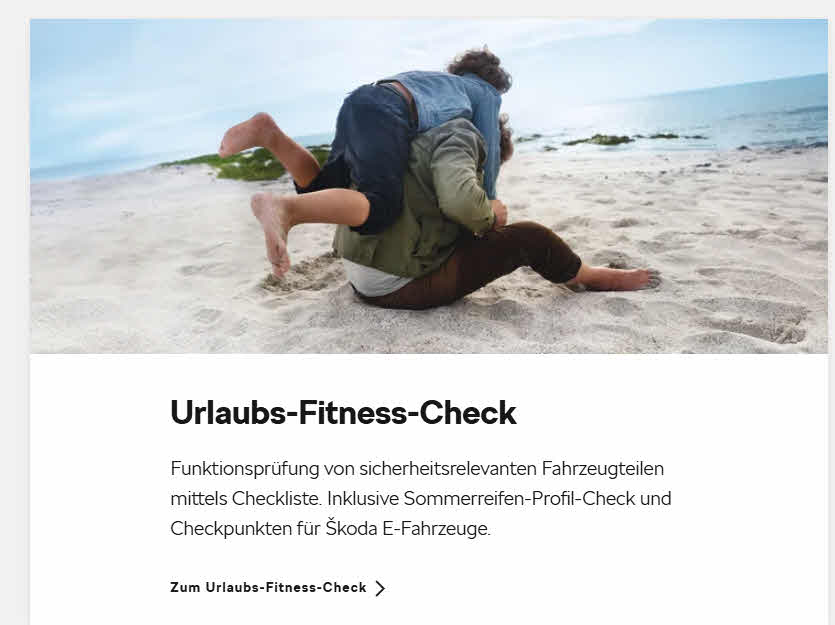 Urlaubs-Fitness-Check
Funktionsprüfung von sicherheitsrelevanten Fahrzeugteilen
mittels Checkliste. Inklusive Sommerreifen-Profil-Check und
Checkpunkten für Škoda E-Fahrzeuge.
Zum Urlaubs-Fitness-Check